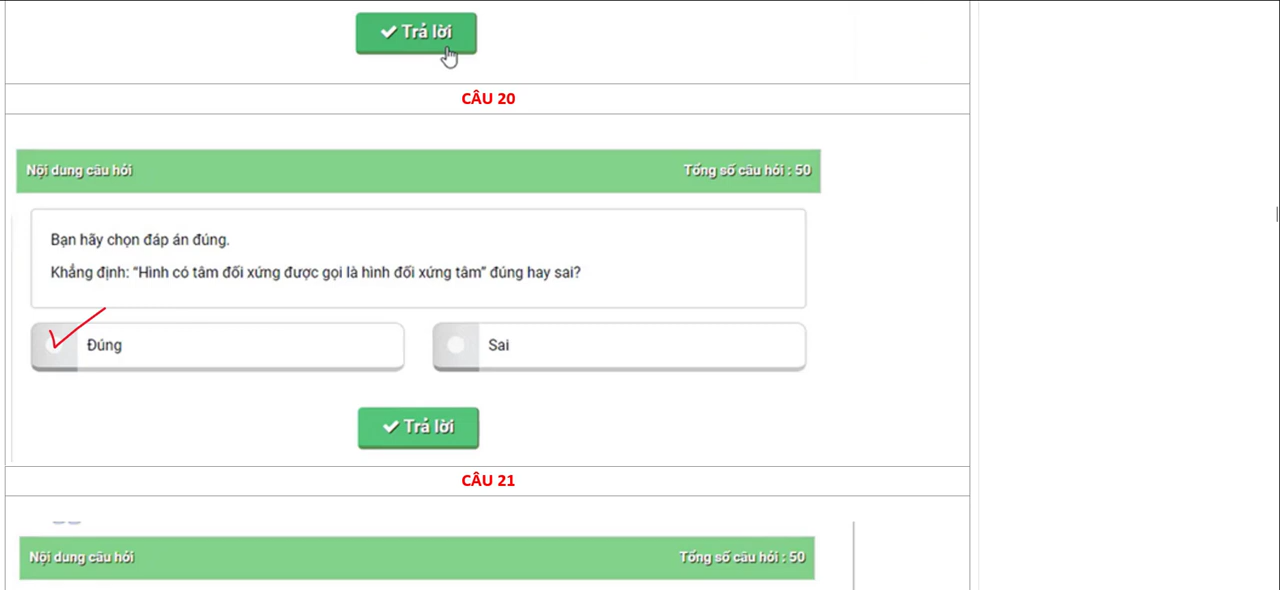 Trả lời
CÂU 20
Nội dung câu hỏi
Tổng số câu hỏi : 50
Bạn hãy chọn đáp án đúng.
Khẳng định: "Hình có tâm đối xứng được gọi là hình đối xứng tâm" đúng hay sai?
Đúng
Sai
Trả lời
CÂU 21
Nội dung câu hỏi
Tổng số câu hỏi : 50